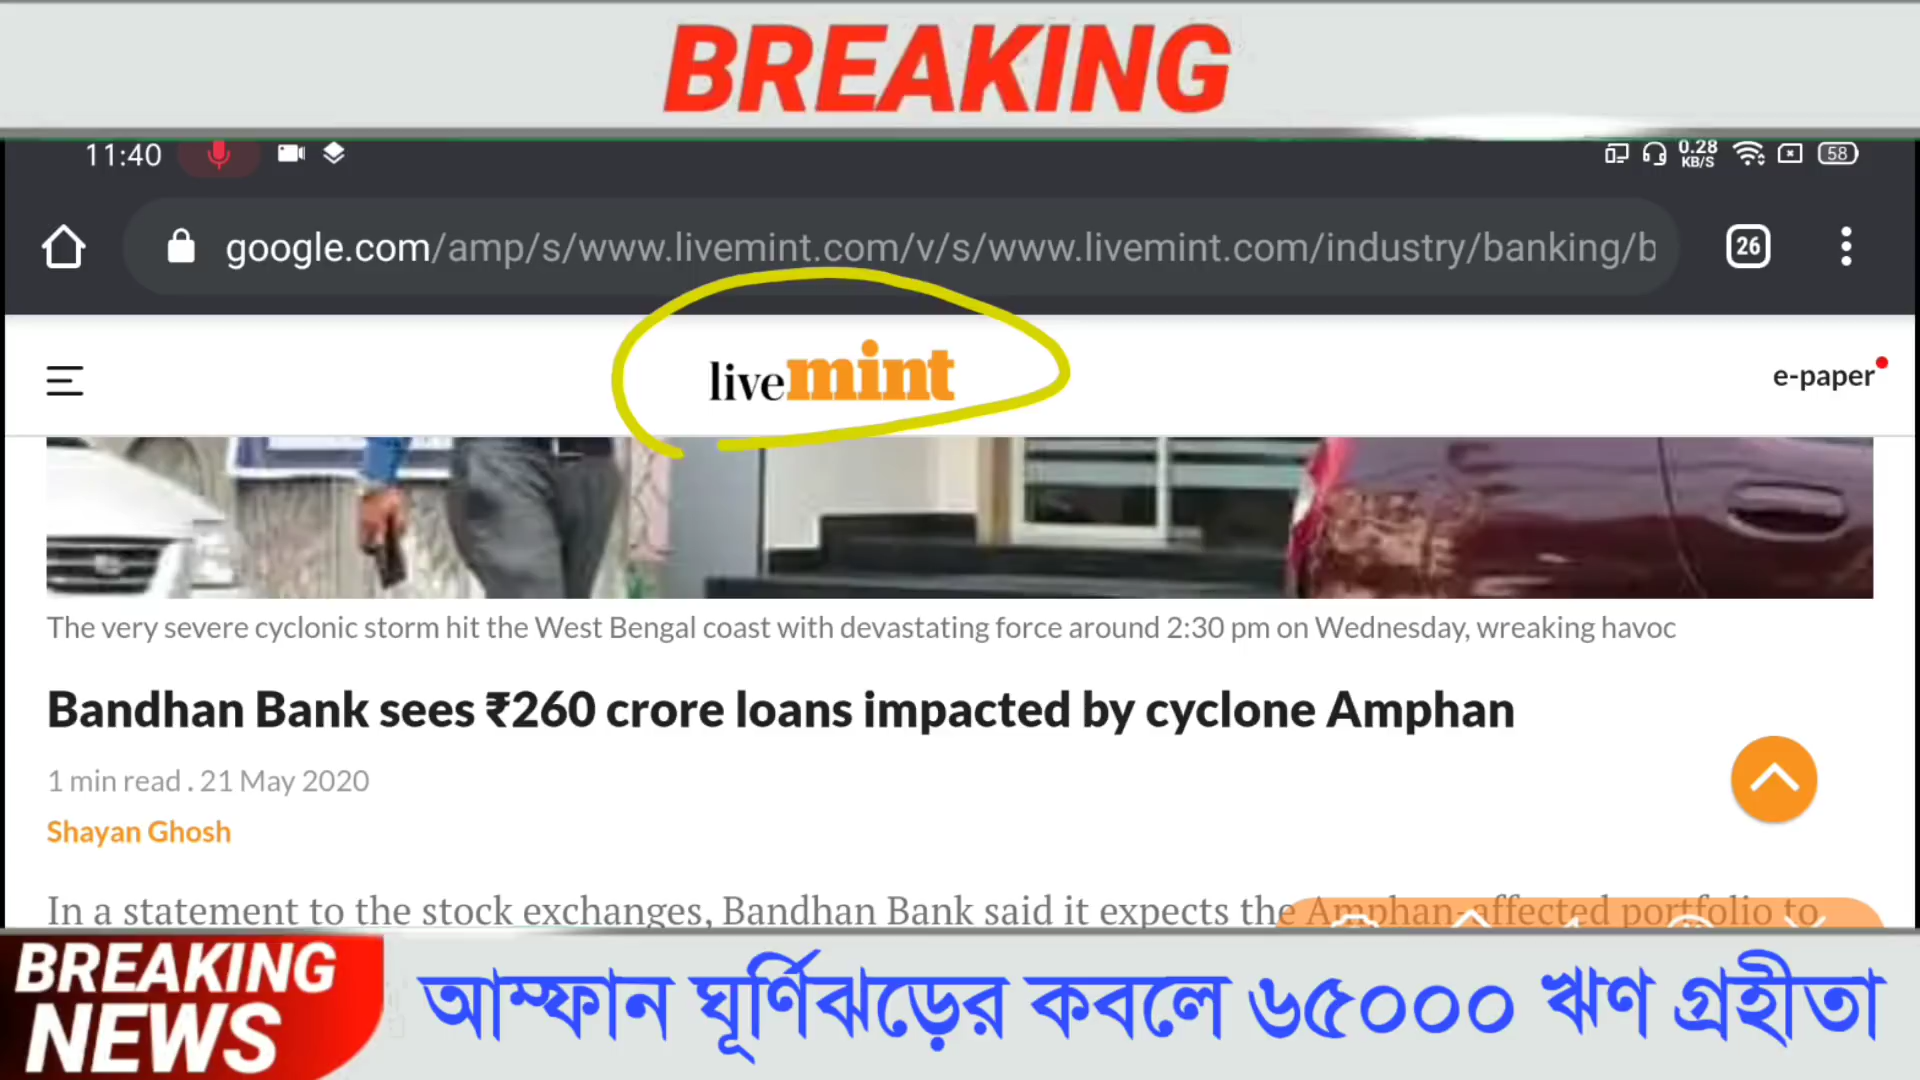 BREAKING
11:40
0.28
KB/S
58
google.com/amp/s/www.livemint.com/v/s/www.livemint.com/industry/banking/b
26
livemint
e-paper
The very severe cyclonic storm hit the West Bengal coast with devastating force around 2:30 pm on Wednesday, wreaking havoc
Bandhan Bank sees ₹260 crore loans impacted by cyclone Amphan
1 min read . 21 May 2020
Shayan Ghosh
In a statement to the stock exchanges, Bandhan Bank said it expects the Amphan-affected portfolio to
BREAKING
NEWS
আম্ফান ঘূর্ণিঝড়ের কবলে ৬৫০০০ ঋণ গ্রহীতা